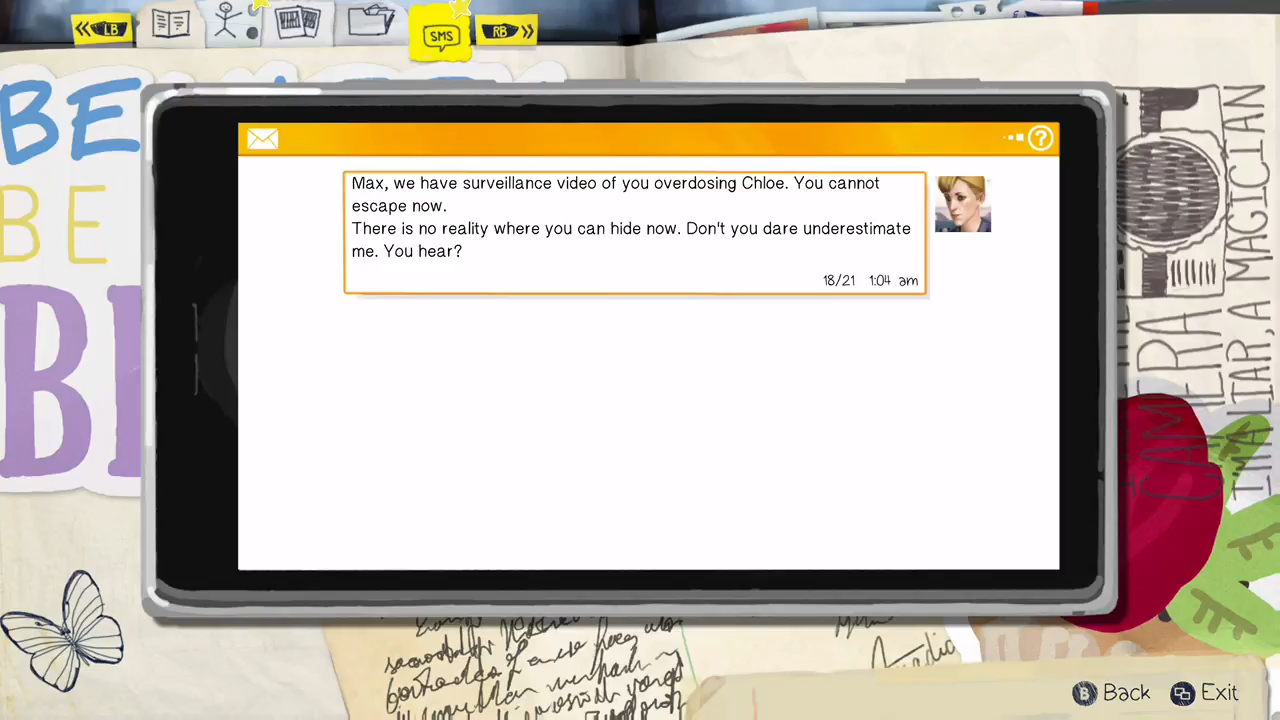 LB
SMS
RB
BE
BE
Max, we have surveillance video of you overdosing Chloe. You cannot
escape now.
There is no reality where you can hide now. Don't you dare underestimate
me. You hear?
18/21 1:04 am
CAMERA
I'M A LIAR, A MAGICIAN
B Back
Exit